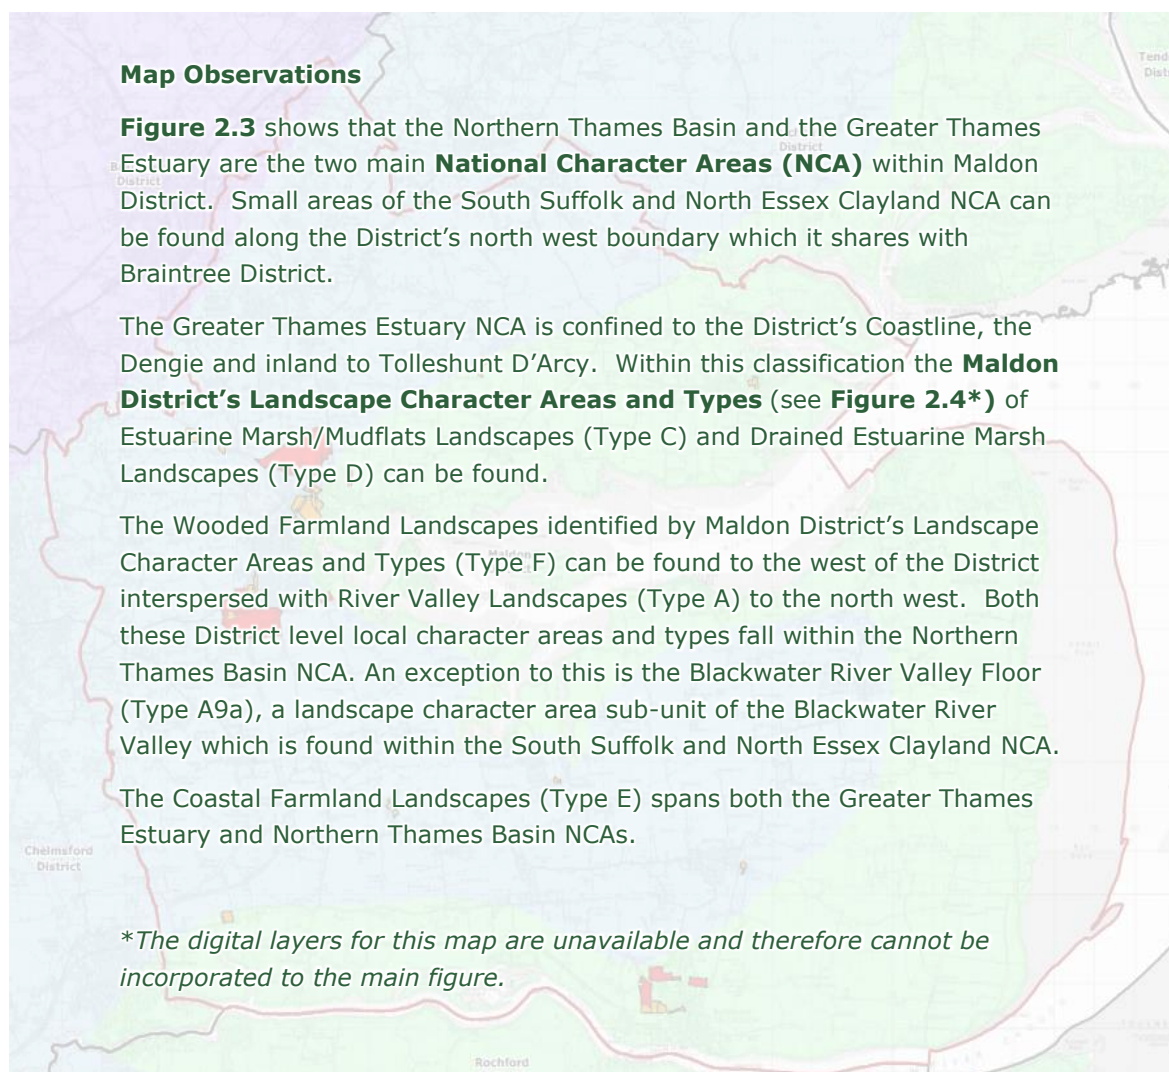 Map Observations
Figure 2.3 shows that the Northern Thames Basin and the Greater Thames
Estuary are the two main National Character Areas (NCA) within Maldon
District.  Small areas of the South Suffolk and North Essex Clayland NCA can
be found along the District’s north west boundary which it shares with
Braintree District.
The Greater Thames Estuary NCA is confined to the District’s Coastline, the
Dengie and inland to Tolleshunt D’Arcy.  Within this classification the Maldon
District’s Landscape Character Areas and Types (see Figure 2.4*) of
Estuarine Marsh/Mudflats Landscapes (Type C) and Drained Estuarine Marsh
Landscapes (Type D) can be found.
The Wooded Farmland Landscapes identified by Maldon District’s Landscape
Character Areas and Types (Type F) can be found to the west of the District
interspersed with River Valley Landscapes (Type A) to the north west.  Both
these District level local character areas and types fall within the Northern
Thames Basin NCA. An exception to this is the Blackwater River Valley Floor
(Type A9a), a landscape character area sub-unit of the Blackwater River
Valley which is found within the South Suffolk and North Essex Clayland NCA.
The Coastal Farmland Landscapes (Type E) spans both the Greater Thames
Estuary and Northern Thames Basin NCAs.
*The digital layers for this map are unavailable and therefore cannot be
incorporated to the main figure.
District
District
Maldon
Chelmsford
District
Rochford